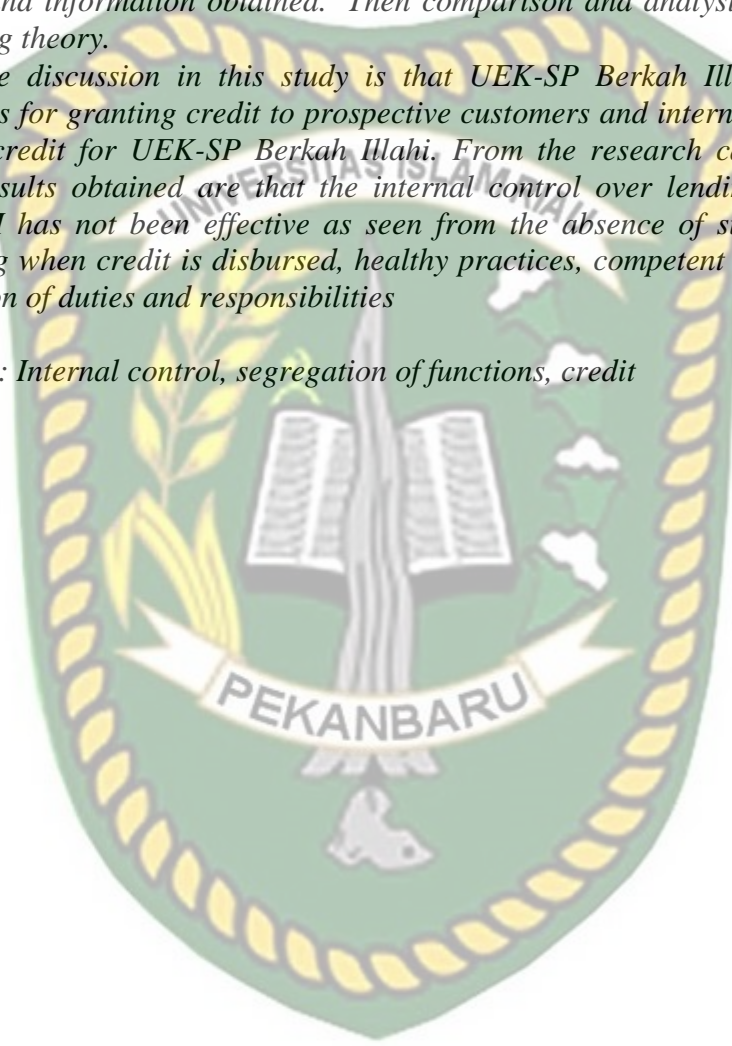 and information obtained. Then comparison and analysis
g theory.
e discussion in this study is that UEK-SP Berkah Ill
s for granting credit to prospective customers and intern
credit for UEK-SP Berkah Illahi. From the research c
sults obtained are that the internal control over lendi
I has not been effective as seen from the absence of s
g when credit is disbursed, healthy practices, competent
on of duties and responsibilities
: Internal control, segregation of functions, credit
UNIVERSITAS ISLAM RIAU
PEKANBARU